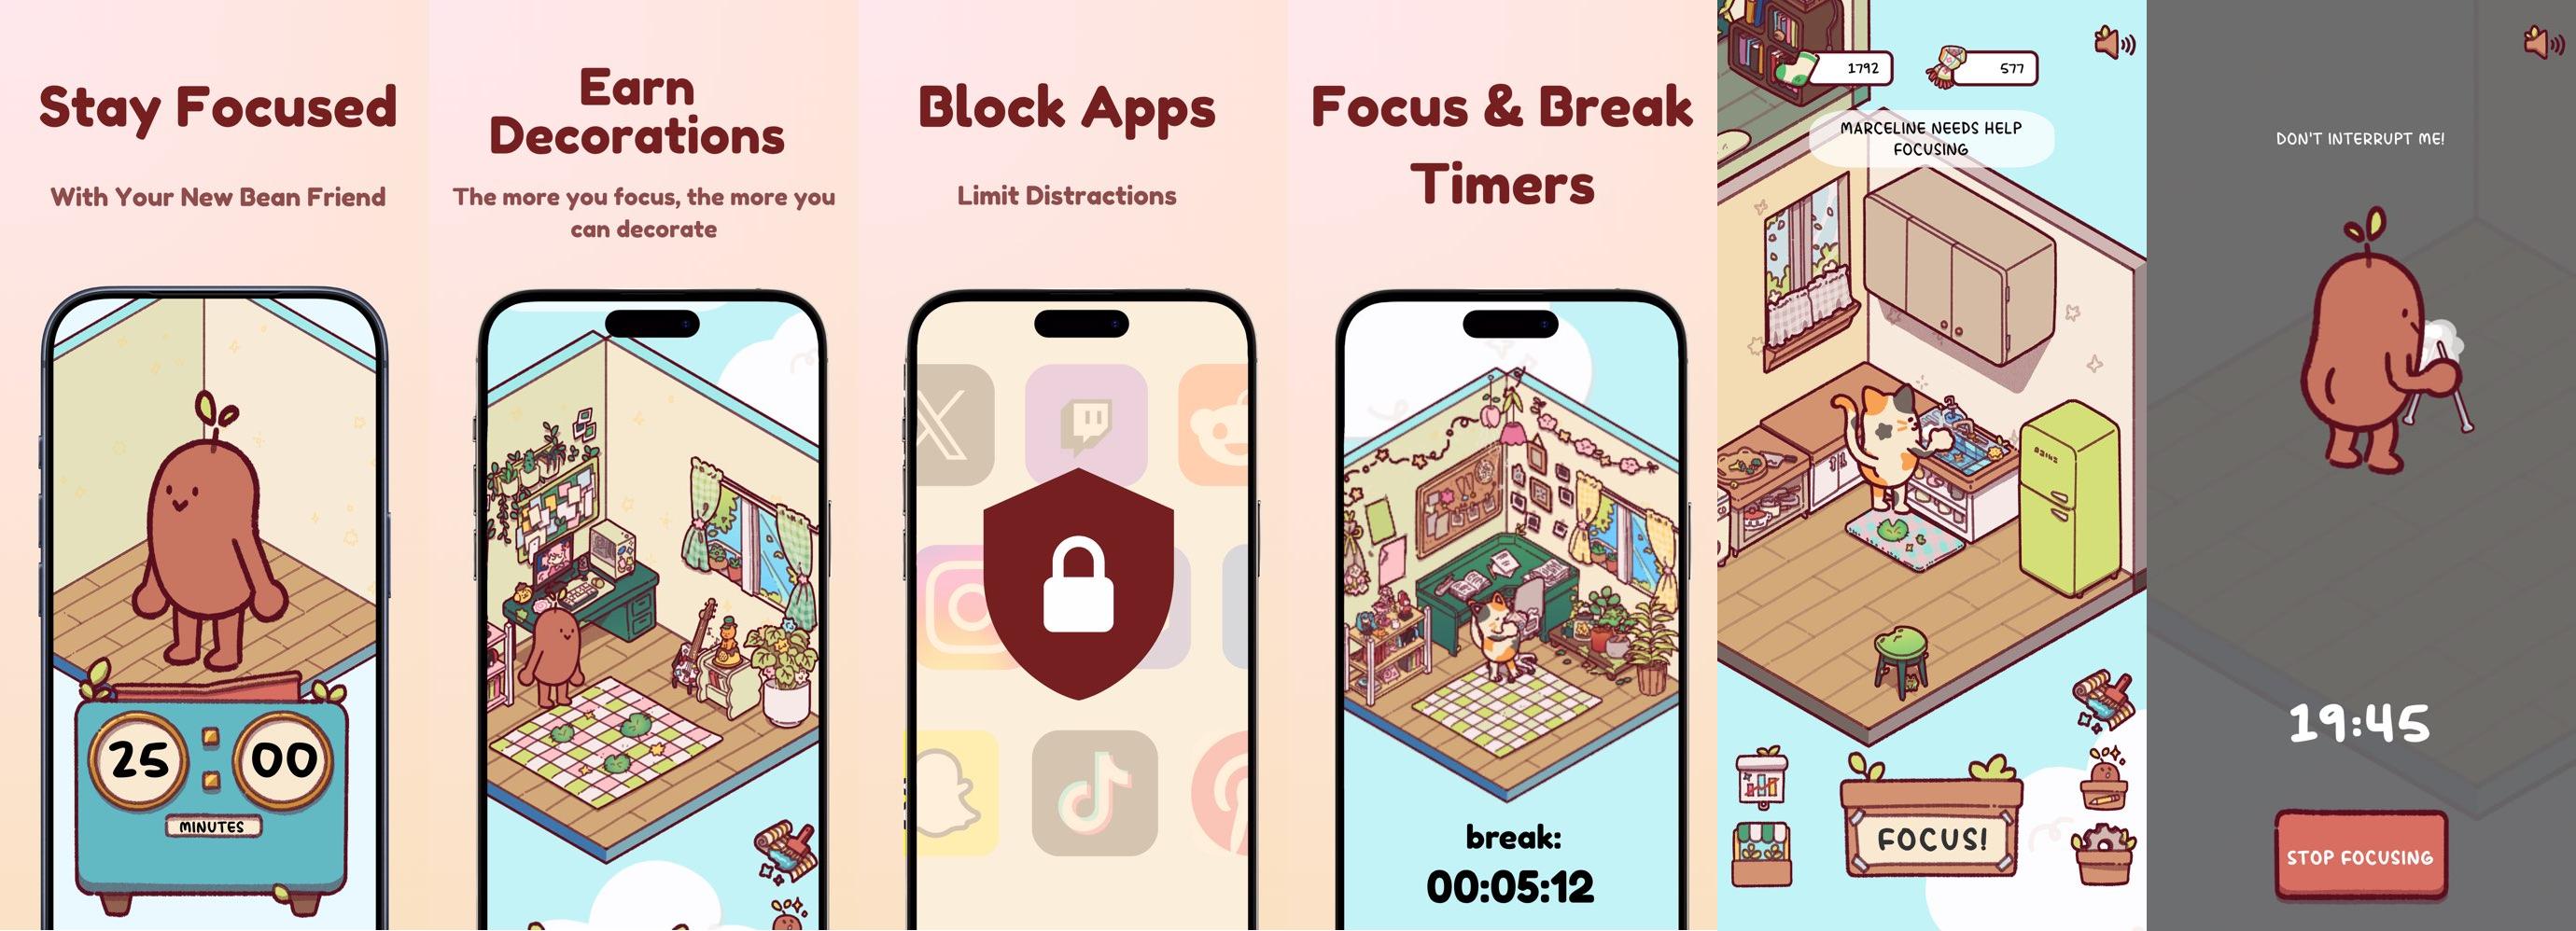 Stay Focused
With Your New Bean Friend
25 00
MINUTES
Earn
Decorations
The more you focus, the more you
can decorate
Block Apps
Limit Distractions
Focus & Break
Timers
break:
00:05:12
1792
577
MARCELINE NEEDS HELP
FOCUSING
FOCUS!
DON'T INTERRUPT ME!
19:45
STOP FOCUSING